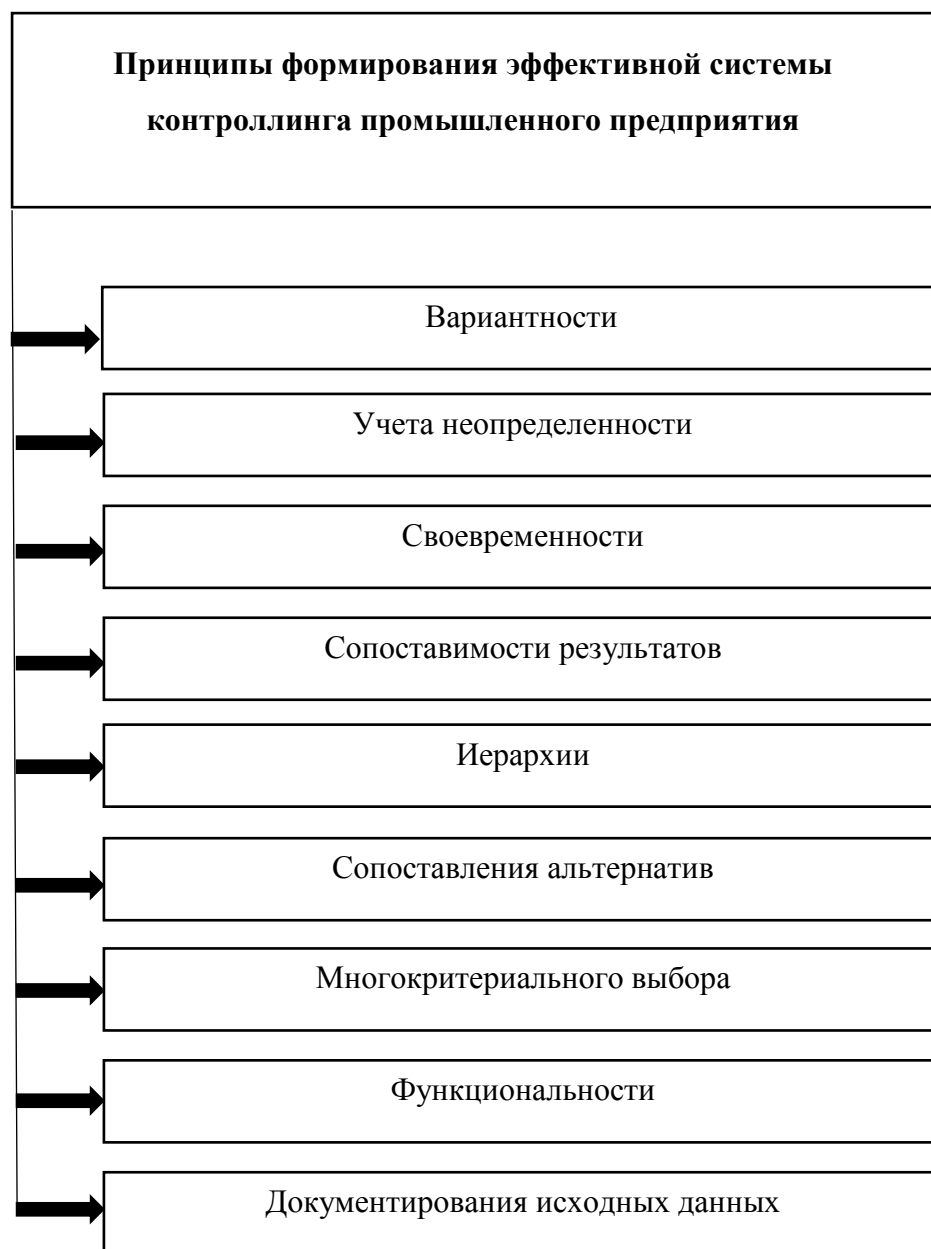 Принципы формирования эффективной системы
контроллинга промышленного предприятия
Вариантности
Учета неопределенности
Своевременности
Сопоставимости результатов
Иерархии
Сопоставления альтернатив
Многокритериального выбора
Функциональности
Документирования исходных данных